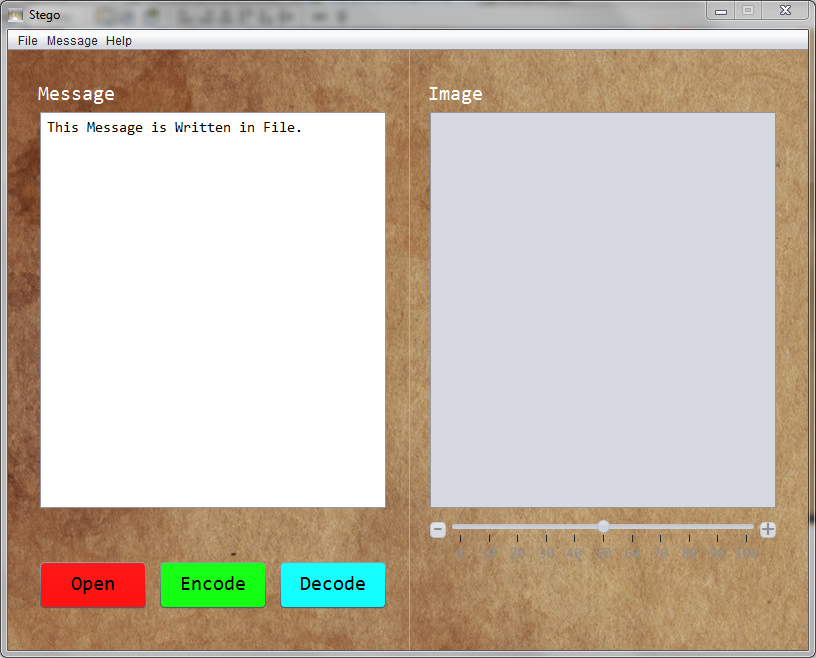 Stego
File Message Help
Message
Image
This Message is Written in File.
0 10 20 30 40 50 60 70 80 90 100
Open Encode Decode